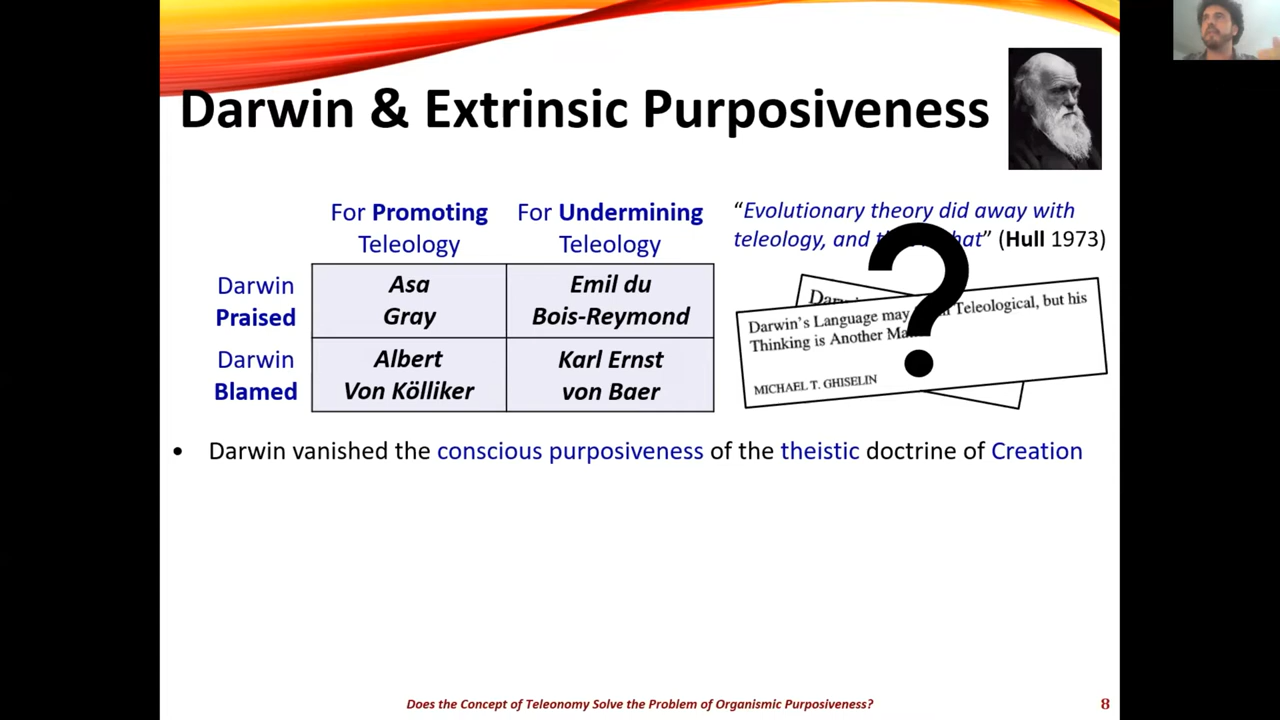 Darwin & Extrinsic Purposiveness
For Promoting
Teleology
For Undermining
Teleology
Darwin
Praised
Asa
Gray
Emil du
Bois-Reymond
Darwin
Blamed
Albert
Von Kölliker
Karl Ernst
von Baer
“Evolutionary theory did away with
teleology, and that” (Hull 1973)
Darwin's Language may Teleological, but his
Thinking is Another
MICHAEL T. GHISELIN
• Darwin vanished the conscious purposiveness of the theistic doctrine of Creation
?
Does the Concept of Teleonomy Solve the Problem of Organismic Purposiveness?
8